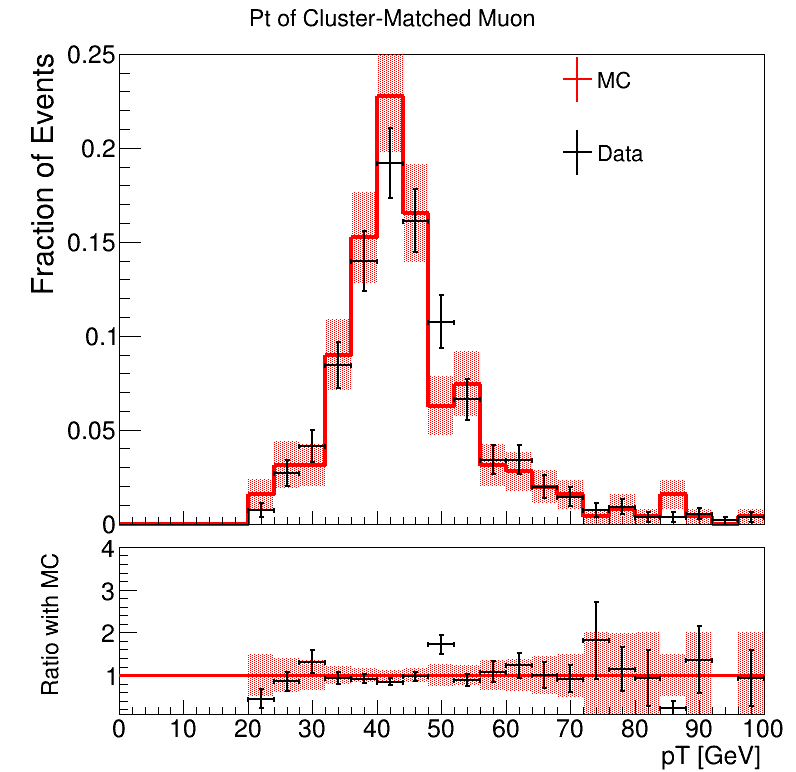 Pt of Cluster-Matched Muon
Fraction of Events
0.25
0.2
0.15
0.1
0.05
0
MC
Data
Ratio with MC
4
3
2
1
0 10 20 30 40 50 60 70 80 90 100
pT [GeV]